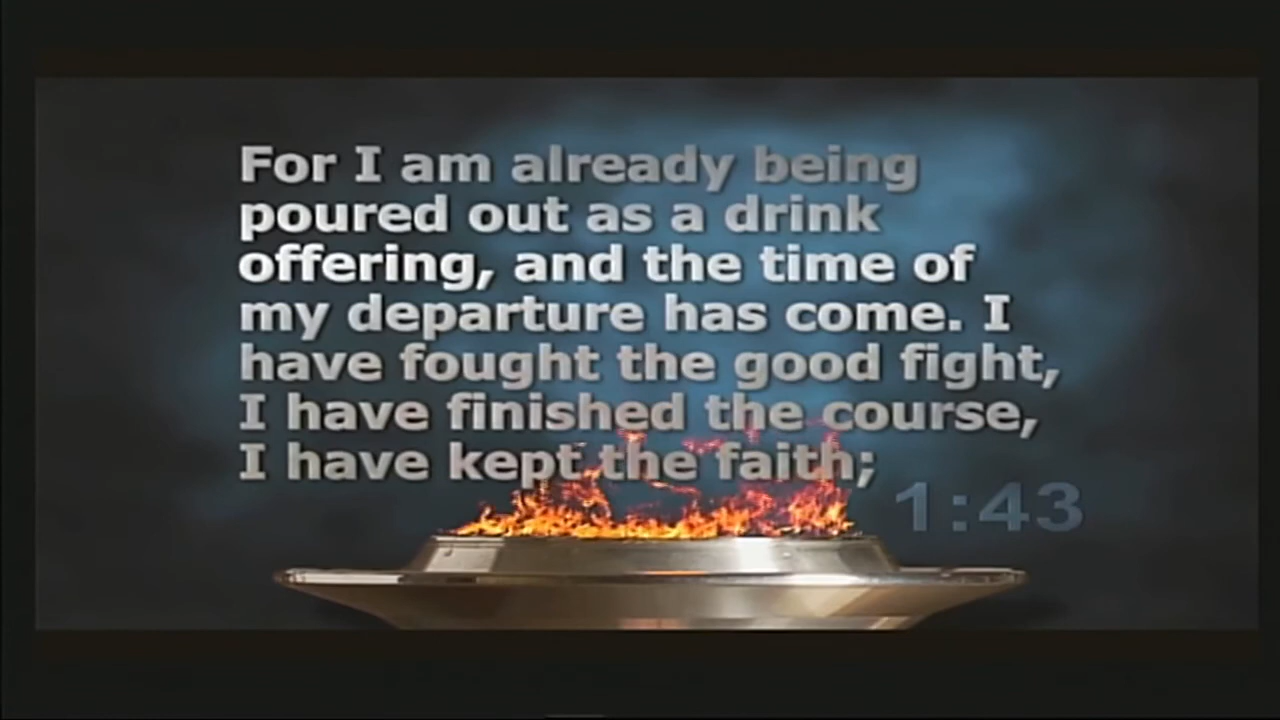 For I am already being
poured out as a drink
offering, and the time of
my departure has come. I
have fought the good fight,
I have finished the course,
I have kept the faith;
1:43